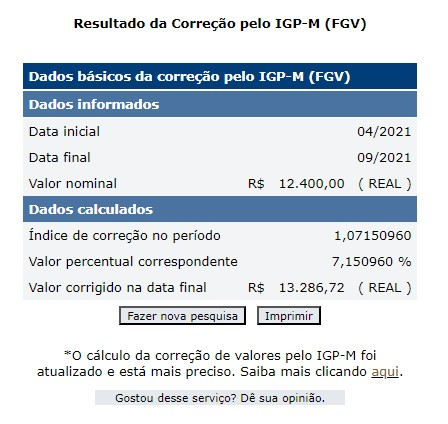 Resultado da Correção pelo IGP-M (FGV)
Dados básicos da correção pelo IGP-M (FGV)
Dados informados
Data inicial 04/2021
Data final 09/2021
Valor nominal R$ 12.400,00 ( REAL )
Dados calculados
Índice de correção no período 1,07150960
Valor percentual correspondente 7,150960 %
Valor corrigido na data final R$ 13.286,72 ( REAL )
Fazer nova pesquisa Imprimir
*O cálculo da correção de valores pelo IGP-M foi
atualizado e está mais preciso. Saiba mais clicando aqui.
Gostou desse serviço? Dê sua opinião.